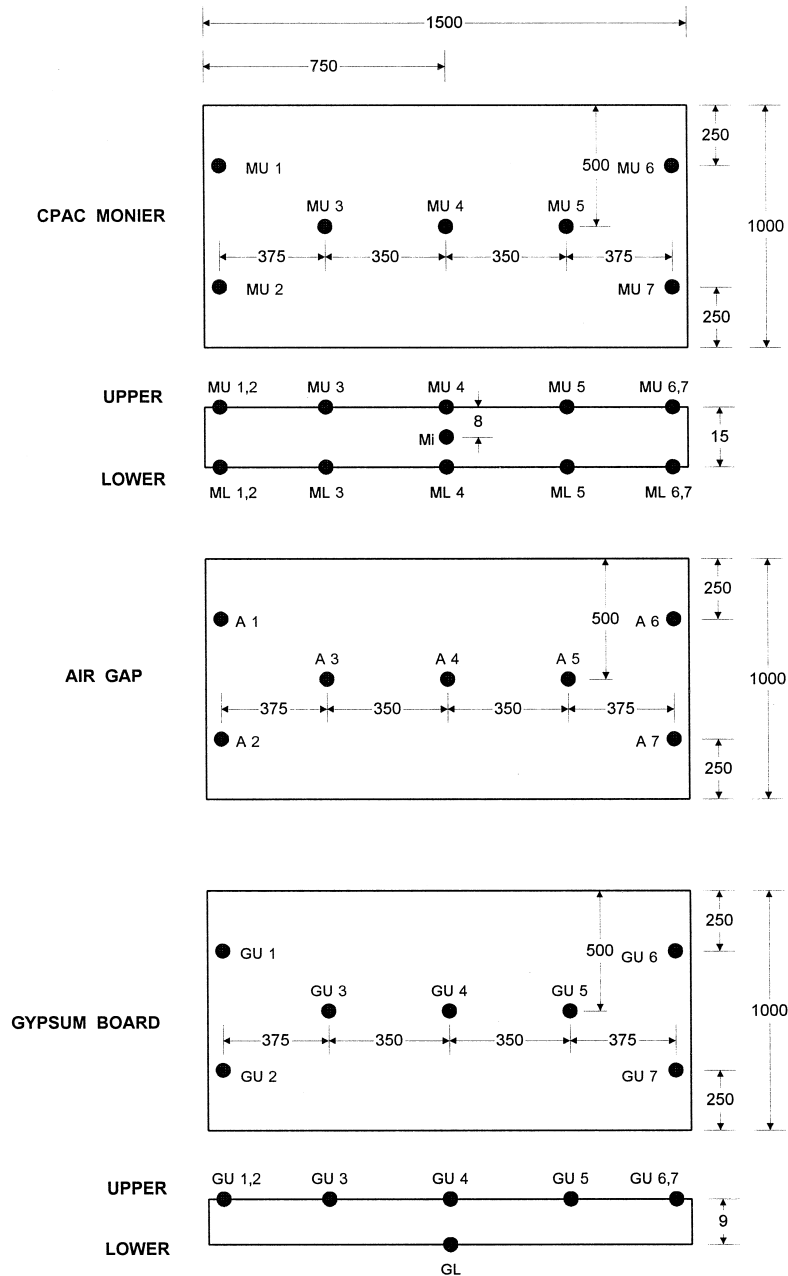 1500
750
250
500
MU 1
MU 6
CPAC MONIER
MU 3 MU 4 MU 5
1000
375 350 350 375
MU 2
MU 7
250
UPPER
MU 1,2 MU 3 MU 4 MU 5 MU 6,7
8
15
Mi
LOWER
ML 1,2 ML 3 ML 4 ML 5 ML 6,7
250
500
A 1
A 6
A 3 A 4 A 5
AIR GAP
1000
375 350 350 375
A 2
A 7
250
250
500
GU 1
GU 6
GU 3 GU 4 GU 5
1000
GYPSUM BOARD
375 350 350 375
GU 2
GU 7
250
UPPER
GU 1,2 GU 3 GU 4 GU 5 GU 6,7
9
LOWER
GL